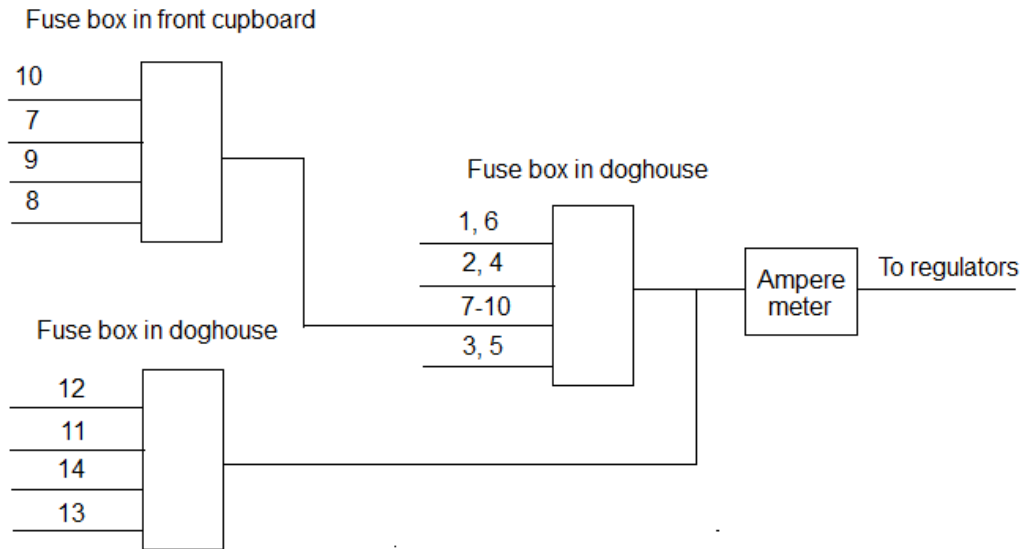 Fuse box in front cupboard
10
7
9
8
Fuse box in doghouse
1, 6
2, 4
7-10
3, 5
Ampere
meter
To regulators
Fuse box in doghouse
12
11
14
13